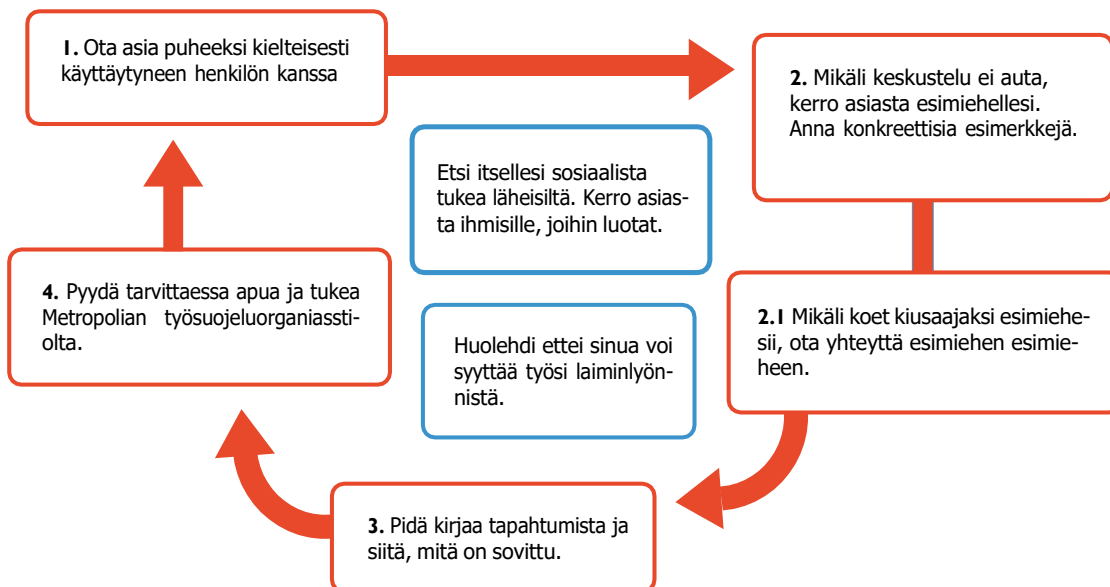 1. Ota asia puheeksi kielteisesti
käyttäytyneen henkilön kanssa
2. Mikäli keskustelu ei auta,
kerro asiasta esimiehellesi.
Anna konkreettisia esimerkkejä.
Etsi itsellesi sosiaalista
tukea läheisiltä. Kerro asias-
ta ihmisille, joihin luotat.
4. Pyydä tarvittaessa apua ja tukea
Metropolian työsuojeluorganiassti-
olta.
2.1 Mikäli koet kiusaajaksi esimiehe-
sii, ota yhteyttä esimiehen esimie-
heen.
Huolehdi ettei sinua voi
syyttää työsi laiminlyön-
nistä.
3. Pidä kirjaa tapahtumista ja
siitä, mitä on sovittu.